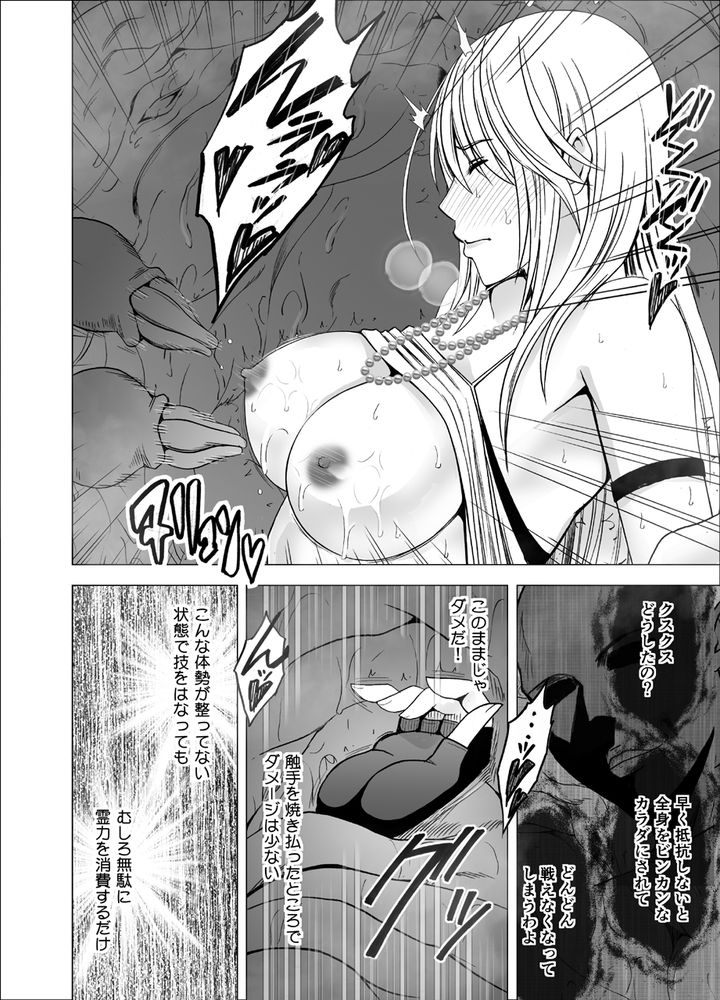 クスクス
どうしたの？
早く抵抗しないと
全身をビンカンな
カラダにされて
どんどん
戦えなくなって
しまうわよ
このままじゃ
ダメだ！
触手を焼き払ったところで
ダメージは少ない
こんな体勢が整ってない
状態で技をはなっても
むしろ無駄に
霊力を消費するだけ